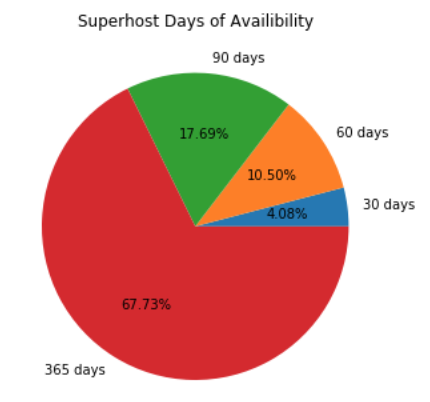 Superhost Days of Availibility
90 days
17.69%
60 days
10.50%
30 days
4.08%
67.73%
365 days